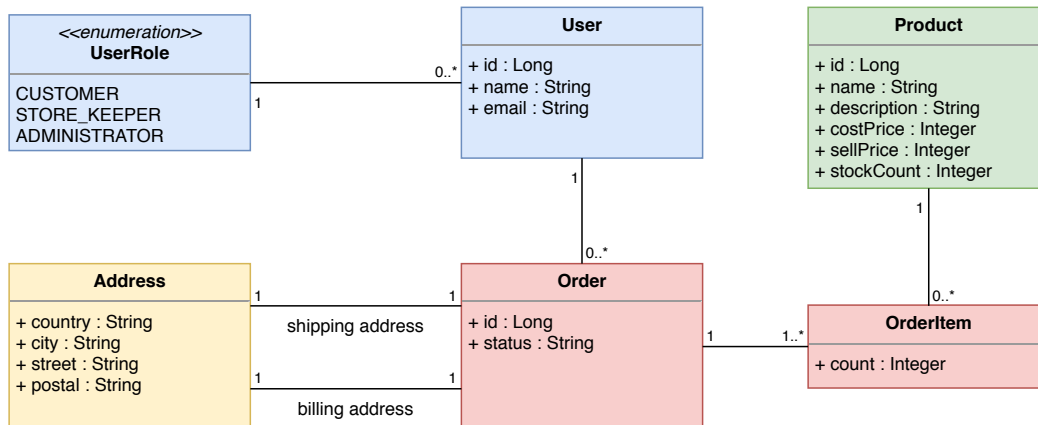 <<enumeration>>
UserRole
CUSTOMER
STORE_KEEPER
ADMINISTRATOR
1
0..*
User
+ id : Long
+ name : String
+ email : String
1
0..*
Product
+ id : Long
+ name : String
+ description : String
+ costPrice : Integer
+ sellPrice : Integer
+ stockCount : Integer
1
0..*
Address
+ country : String
+ city : String
+ street : String
+ postal : String
1
1
shipping address
1
1
billing address
Order
+ id : Long
+ status : String
1
1..*
OrderItem
+ count : Integer